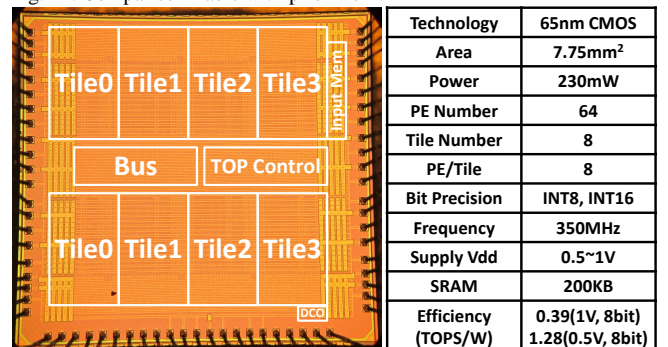 Tile0 Tile1 Tile2 Tile3
Input Mem
Bus
TOP Control
Tile0 Tile1 Tile2 Tile3
DCO
Technology 65nm CMOS
Area 7.75mm²
Power 230mW
PE Number 64
Tile Number 8
PE/Tile 8
Bit Precision INT8, INT16
Frequency 350MHz
Supply Vdd 0.5~1V
SRAM 200KB
Efficiency 0.39(1V, 8bit)
(TOPS/W) 1.28(0.5V, 8bit)